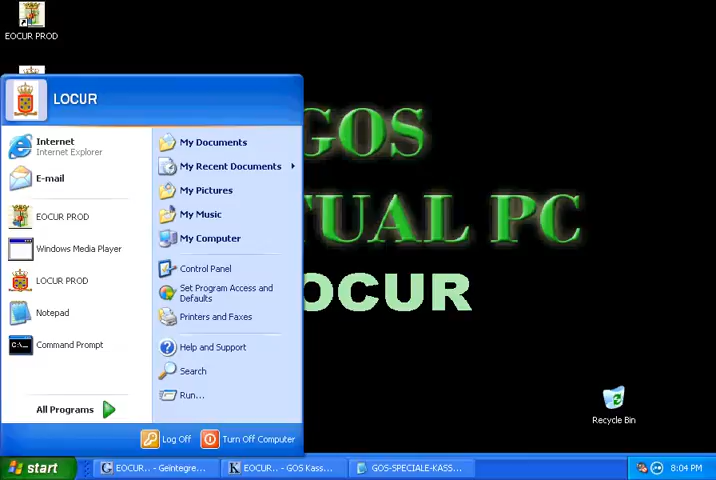 EOCUR PROD
LOCUR
Internet
Internet Explorer
E-mail
EOCUR PROD
Windows Media Player
LOCUR PROD
Notepad
C:\_
Command Prompt
All Programs
My Documents
My Recent Documents
My Pictures
My Music
My Computer
Control Panel
Set Program Access and
Defaults
Printers and Faxes
Help and Support
Search
Run...
Log Off
Turn Off Computer
GOS
TUAL PC
OCUR
Recycle Bin
start
EOCUR.. - Geïntegre...
EOCUR.. - GOS Kass...
GOS-SPECIALE-KASS...
8:04 PM